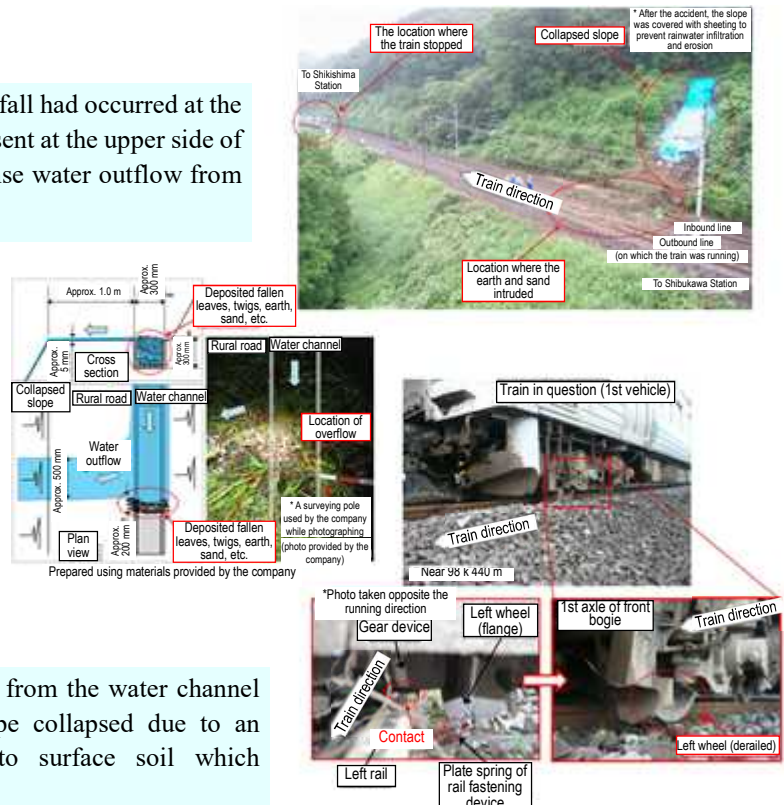 The location where
the train stopped
Collapsed slope
* After the accident, the slope
was covered with sheeting to
prevent rainwater infiltration
and erosion
To Shikishima
Station
Train direction
Inbound line
Outbound line
(on which the train was running)
To Shibukawa Station
Location where the
earth and sand
intruded
fall had occurred at the
sent at the upper side of
se water outflow from
Approx. 1.0 m
Approx.
300 mm
Deposited fallen
leaves, twigs, earth,
sand, etc.
Approx.
5 mm
Cross
section
Approx.
300mm
Collapsed
slope
Rural road
Water channel
Water
outflow
Approx. 500 mm
Plan
view
Approx.
200 mm
Deposited fallen
leaves, twigs, earth,
sand, etc.
Rural road
Water channel
Location of
overflow
* A surveying pole
used by the company
while photographing
(photo provided by the
company)
Prepared using materials provided by the company
Train in question (1st vehicle)
Train direction
Near 98 k 440 m
*Photo taken opposite the
running direction
Gear device
Left wheel
(flange)
Train direction
Contact
Left rail
Plate spring of
rail fastening
device
1st axle of front
bogie
Train direction
Left wheel (derailed)
from the water channel
pe collapsed due to an
to surface soil which